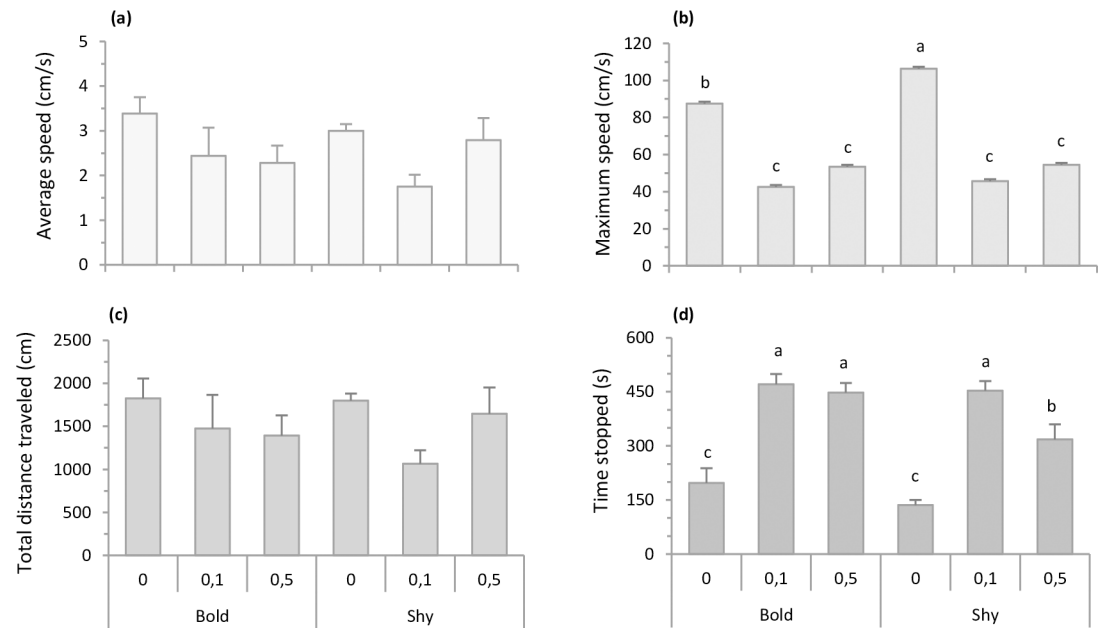 (a)
Average speed (cm/s)
5
4
3
2
1
0
(b)
Maximum speed (cm/s)
120
100
80
60
40
20
0
b
c
c
a
c
c
(c)
Total distance traveled (cm)
2500
2000
1500
1000
500
0
0 0,1 0,5 0 0,1 0,5
Bold Shy
(d)
Time stopped (s)
600
450
300
150
0
c
a
a
c
a
b
0 0,1 0,5 0 0,1 0,5
Bold Shy